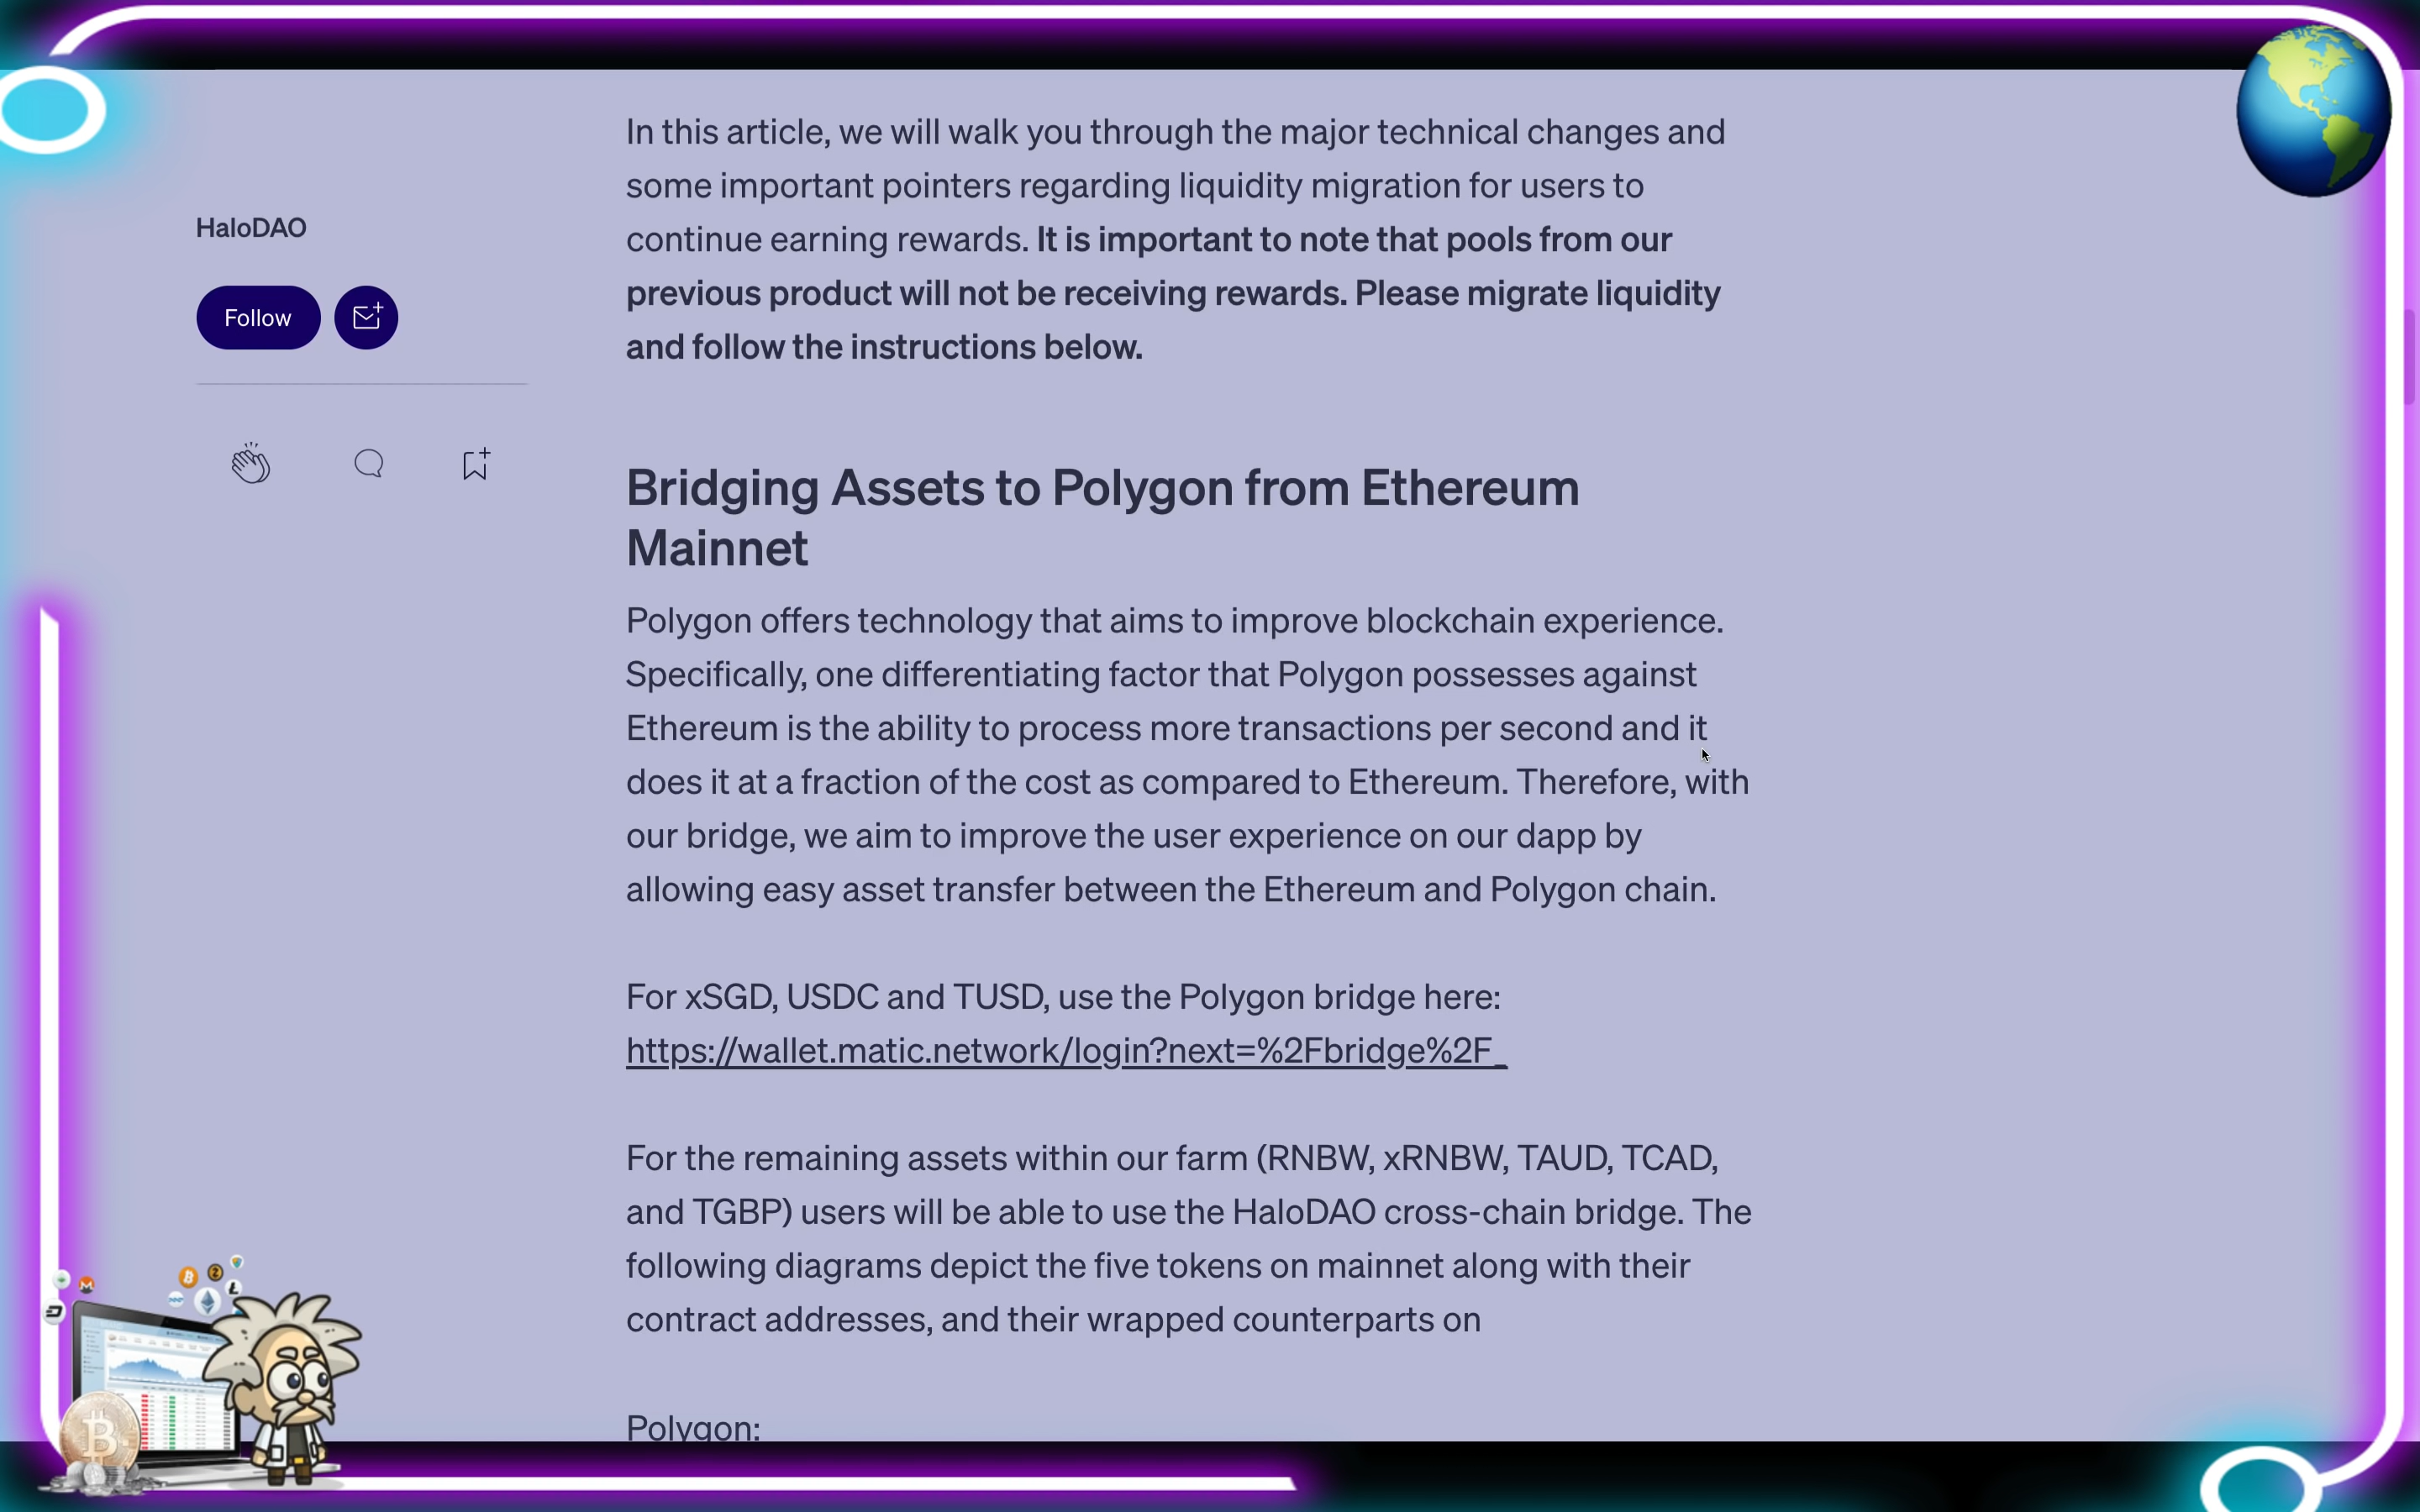 In this article, we will walk you through the major technical changes and
some important pointers regarding liquidity migration for users to
continue earning rewards. It is important to note that pools from our
previous product will not be receiving rewards. Please migrate liquidity
and follow the instructions below.
HaloDAO
Follow
Bridging Assets to Polygon from Ethereum
Mainnet
Polygon offers technology that aims to improve blockchain experience.
Specifically, one differentiating factor that Polygon possesses against
Ethereum is the ability to process more transactions per second and it
does it at a fraction of the cost as compared to Ethereum. Therefore, with
our bridge, we aim to improve the user experience on our dapp by
allowing easy asset transfer between the Ethereum and Polygon chain.
For xSGD, USDC and TUSD, use the Polygon bridge here:
https://wallet.matic.network/login?next=%2Fbridge%2F_
For the remaining assets within our farm (RNBW, xRNBW, TAUD, TCAD,
and TGBP) users will be able to use the HaloDAO cross-chain bridge. The
following diagrams depict the five tokens on mainnet along with their
contract addresses, and their wrapped counterparts on
Polygon: